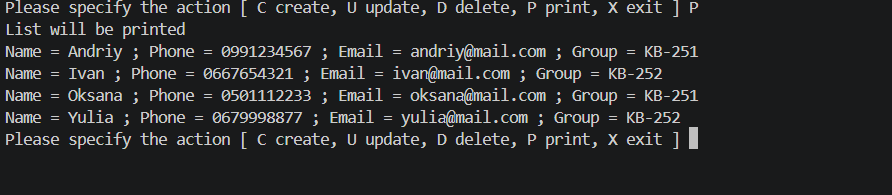 Please specify the action [ C create, U update, D delete, P print, X exit ] P
List will be printed
Name = Andriy ; Phone = 0991234567 ; Email = andriy@mail.com ; Group = KB-251
Name = Ivan ; Phone = 0667654321 ; Email = ivan@mail.com ; Group = KB-252
Name = Oksana ; Phone = 0501112233 ; Email = oksana@mail.com ; Group = KB-251
Name = Yulia ; Phone = 0679998877 ; Email = yulia@mail.com ; Group = KB-252
Please specify the action [ C create, U update, D delete, P print, X exit ]